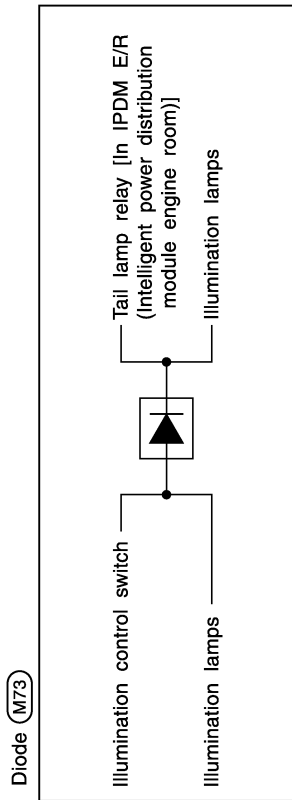 Diode M73
Illumination control switch
Illumination lamps
Tail lamp relay [In IPDM E/R
(Intelligent power distribution
module engine room)]
Illumination lamps